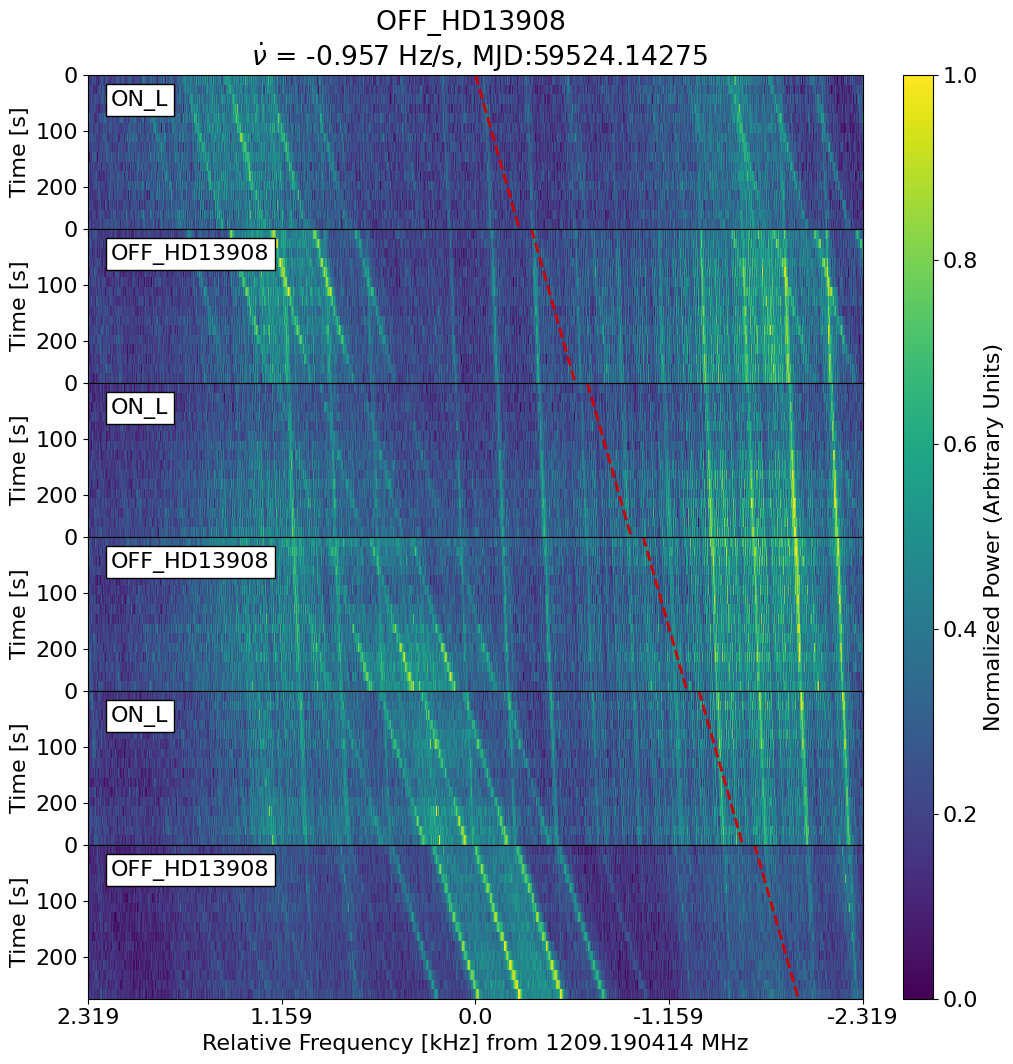 OFF_HD13908
ν̇ = -0.957 Hz/s, MJD:59524.14275
0
100
200
Time [s]
ON_L
0
100
200
Time [s]
OFF_HD13908
0
100
200
Time [s]
ON_L
0
100
200
Time [s]
OFF_HD13908
0
100
200
Time [s]
ON_L
0
100
200
Time [s]
OFF_HD13908
2.319 1.159 0.0 -1.159 -2.319
Relative Frequency [kHz] from 1209.190414 MHz
1.0
0.8
0.6
0.4
0.2
0.0
Normalized Power (Arbitrary Units)